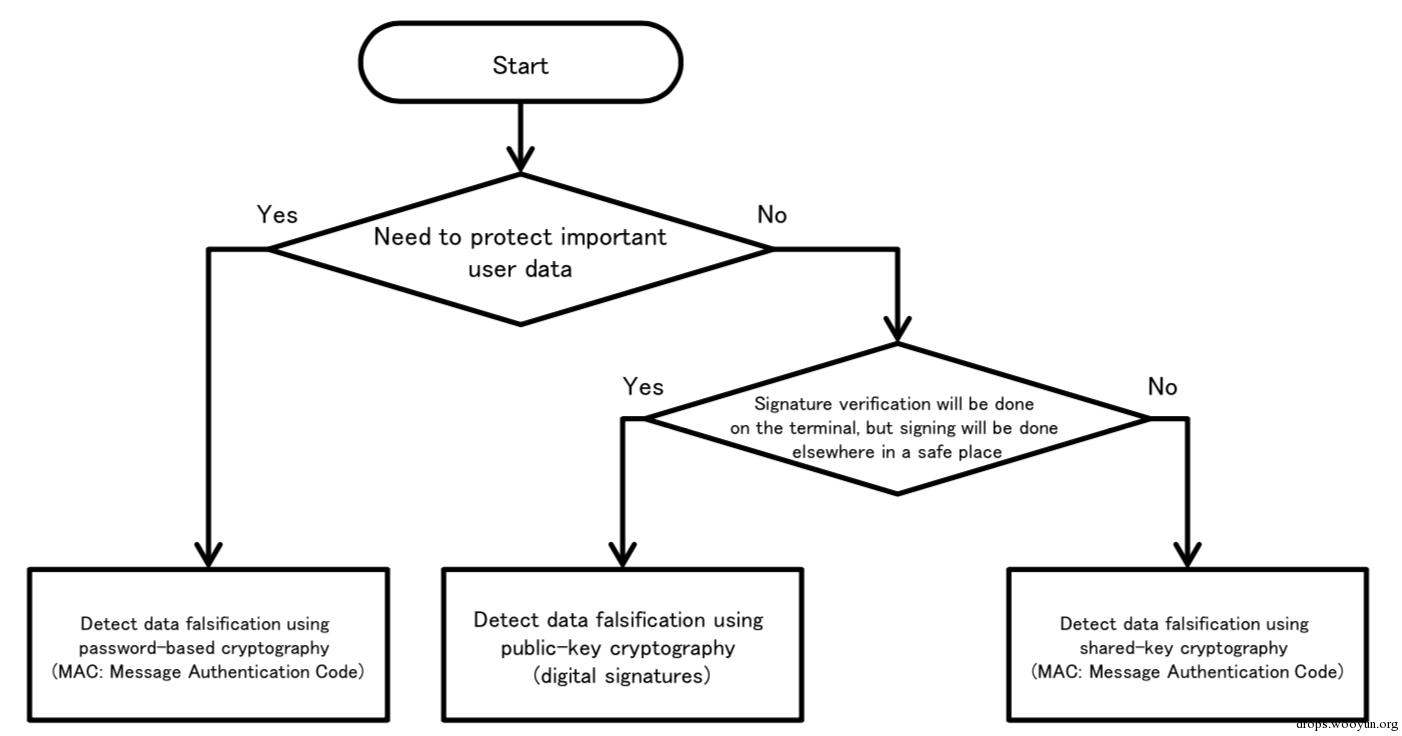 Start
Yes
No
Need to protect important
user data
Yes
No
Signature verification will be done
on the terminal, but signing will be done
elsewhere in a safe place
Detect data falsification using
password-based cryptography
(MAC: Message Authentication Code)
Detect data falsification using
public-key cryptography
(digital signatures)
Detect data falsification using
shared-key cryptography
(MAC: Message Authentication Code)
drops.wooyun.org